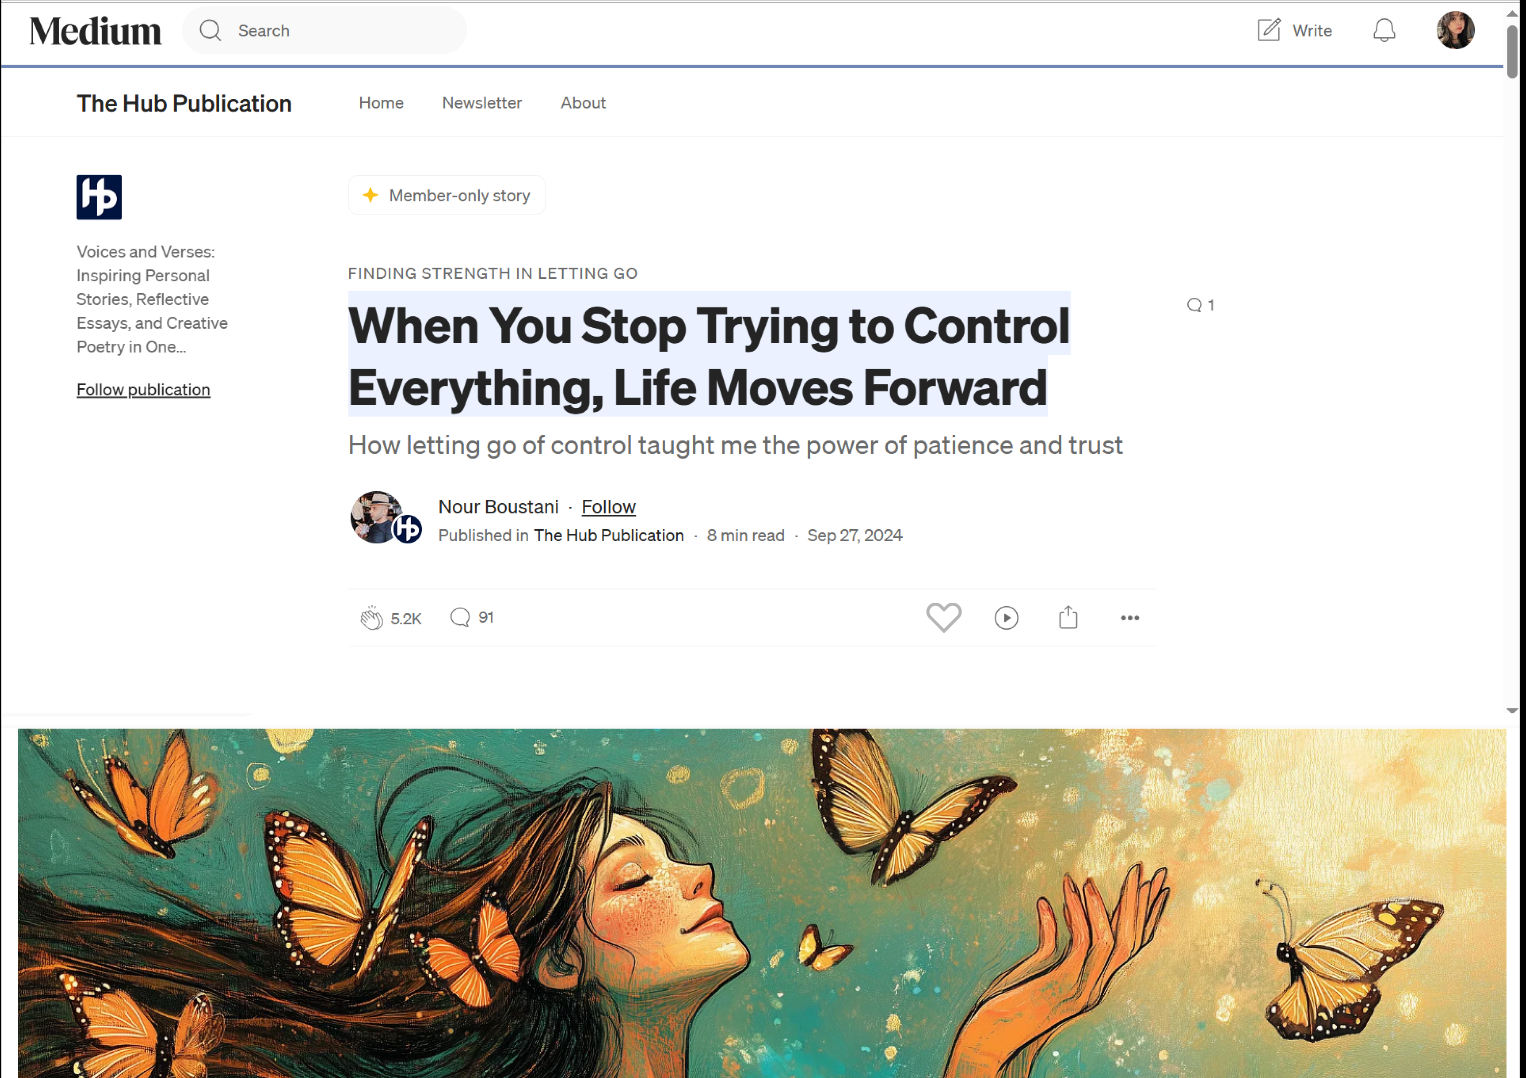 Medium
Search
Write
The Hub Publication
Home
Newsletter
About
Hp
Voices and Verses:
Inspiring Personal
Stories, Reflective
Essays, and Creative
Poetry in One...
Follow publication
Member-only story
FINDING STRENGTH IN LETTING GO
When You Stop Trying to Control
Everything, Life Moves Forward
1
How letting go of control taught me the power of patience and trust
Nour Boustani · Follow
Hp
Published in The Hub Publication · 8 min read · Sep 27, 2024
5.2K
91